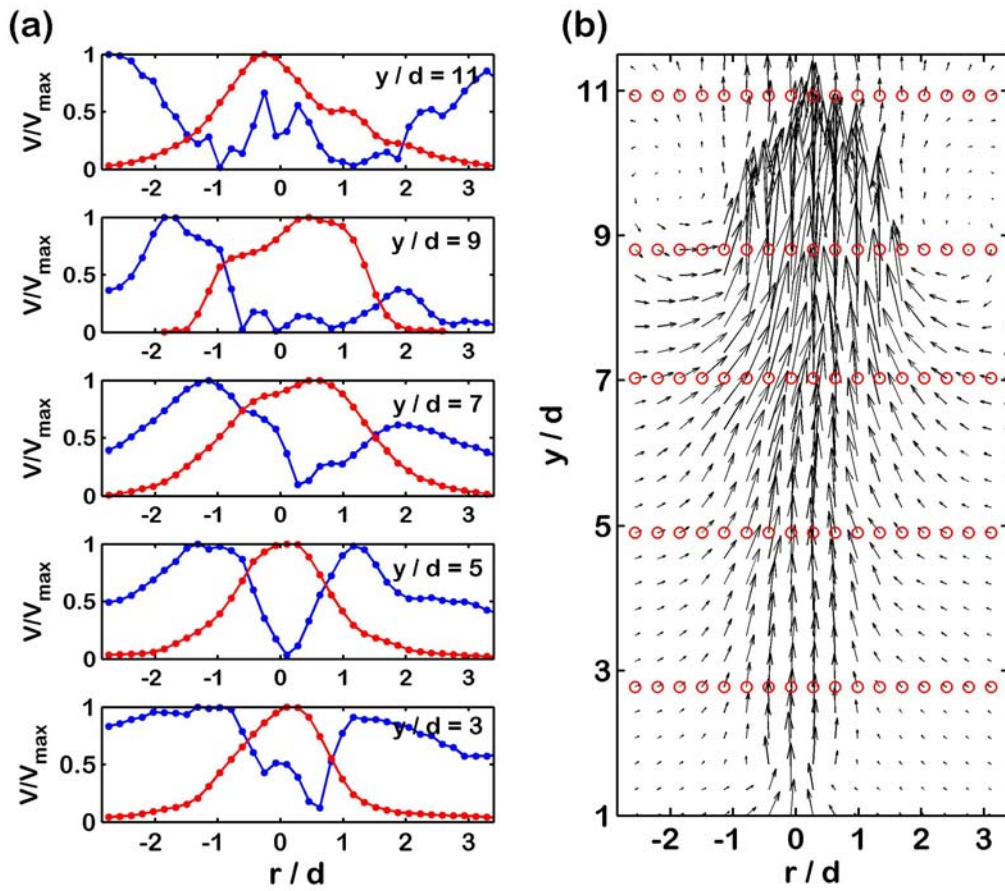 (a)
(b)
1
0.5
0
V/Vmax
y / d = 11
-2 -1 0 1 2 3
1
0.5
0
V/Vmax
y / d = 9
-2 -1 0 1 2 3
1
0.5
0
V/Vmax
y / d = 7
-2 -1 0 1 2 3
1
0.5
0
V/Vmax
y / d = 5
-2 -1 0 1 2 3
1
0.5
0
V/Vmax
y / d = 3
-2 -1 0 1 2 3
r / d
11
9
7
5
3
1
y / d
-2 -1 0 1 2 3
r / d